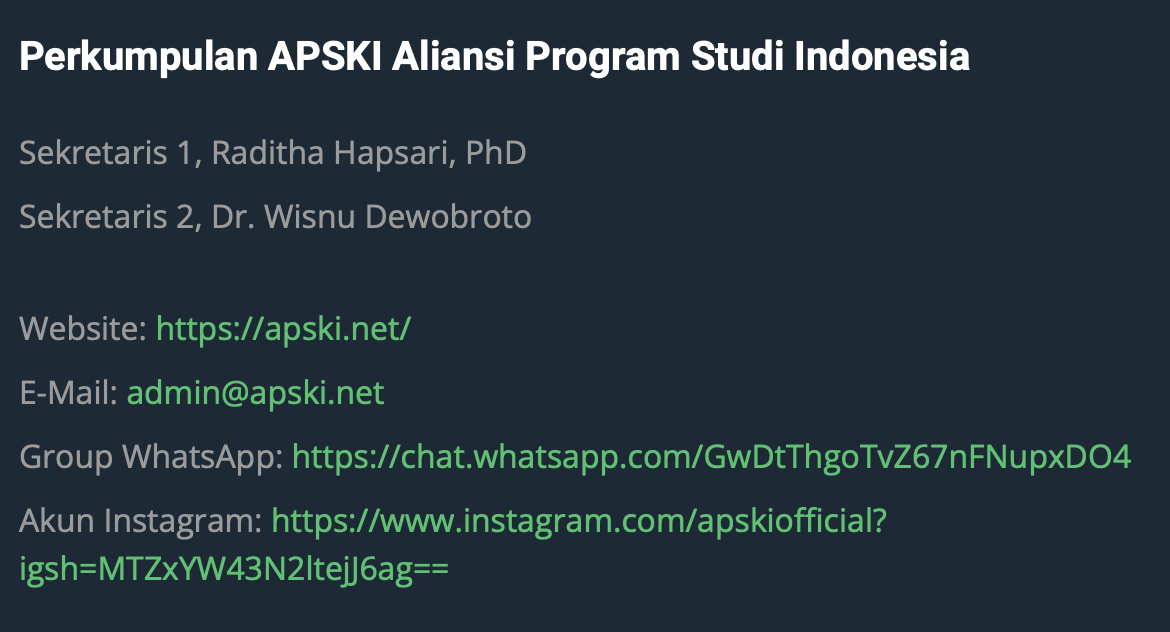 Perkumpulan APSKI Aliansi Program Studi Indonesia
Sekretaris 1, Raditha Hapsari, PhD
Sekretaris 2, Dr. Wisnu Dewobroto
Website: https://apski.net/
E-Mail: admin@apski.net
Group WhatsApp: https://chat.whatsapp.com/GwDtThgoTvZ67nFNupxDO4
Akun Instagram: https://www.instagram.com/apskiofficial?
igsh=MTZxYW43N2ltejJ6ag==